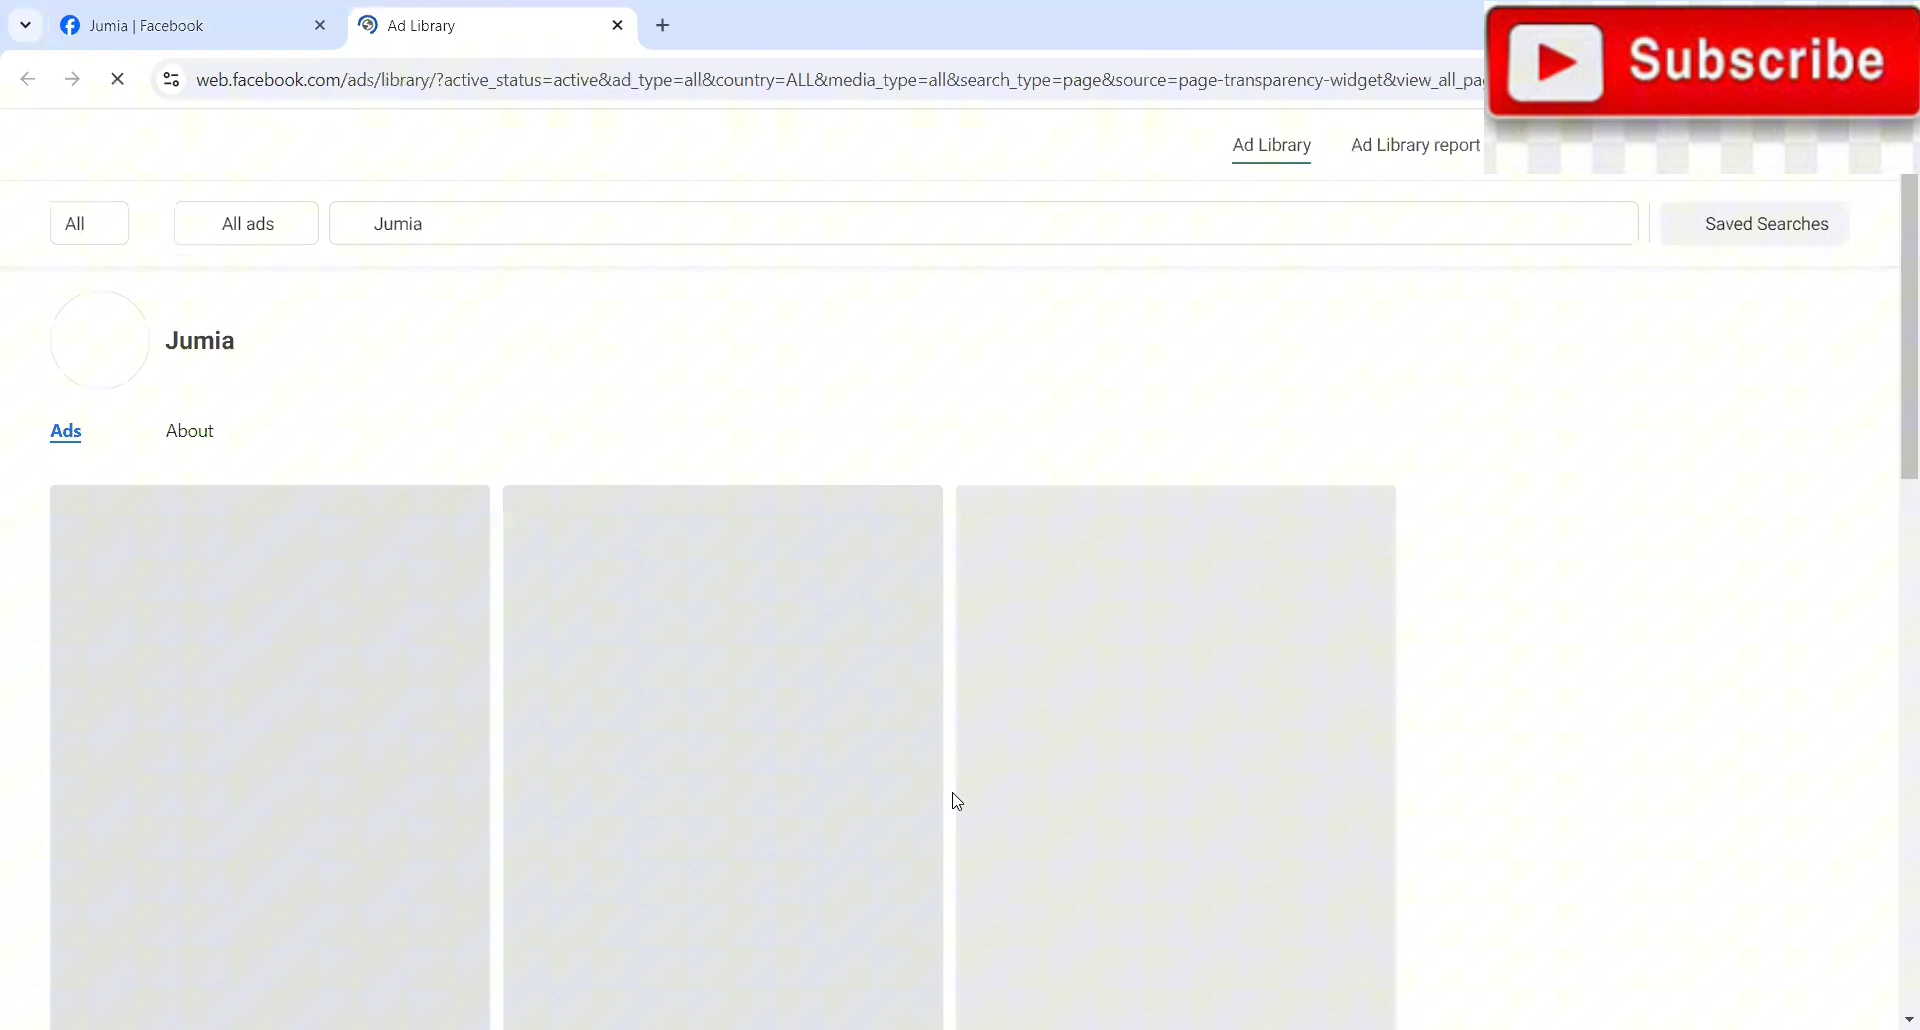 Jumia | Facebook
Ad Library
Subscribe
web.facebook.com/ads/library/?active_status=active&ad_type=all&country=ALL&media_type=all&search_type=page&source=page-transparency-widget&view_all_pa
Ad Library
Ad Library report
All
All ads
Jumia
Saved Searches
Jumia
Ads
About